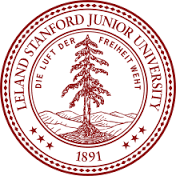 LELAND STANFORD JUNIOR UNIVERSITY
DIE LUFT DER FREIHEIT WEHT
1891